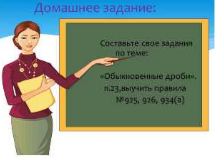 Домашнее задание:
Составьте свое задания
по теме:
«Обыкновенные дроби»,
п.23,выучить правила
№925, 926, 934(а)